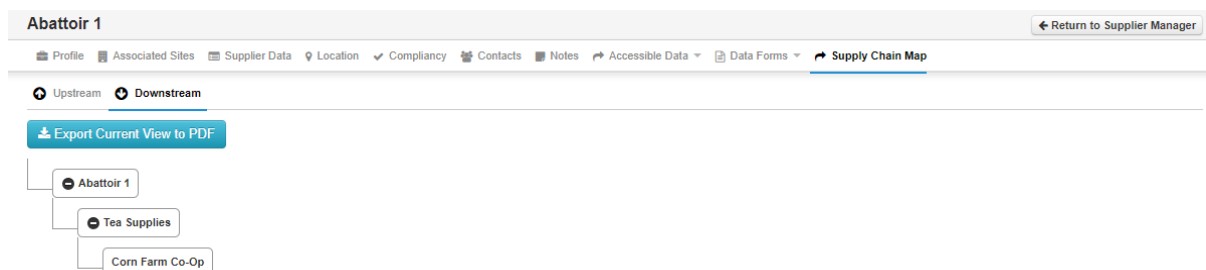 Abattoir 1
Return to Supplier Manager
Profile Associated Sites Supplier Data Location Compliancy Contacts Notes Accessible Data Data Forms Supply Chain Map
Upstream Downstream
Export Current View to PDF
Abattoir 1
Tea Supplies
Corn Farm Co-Op